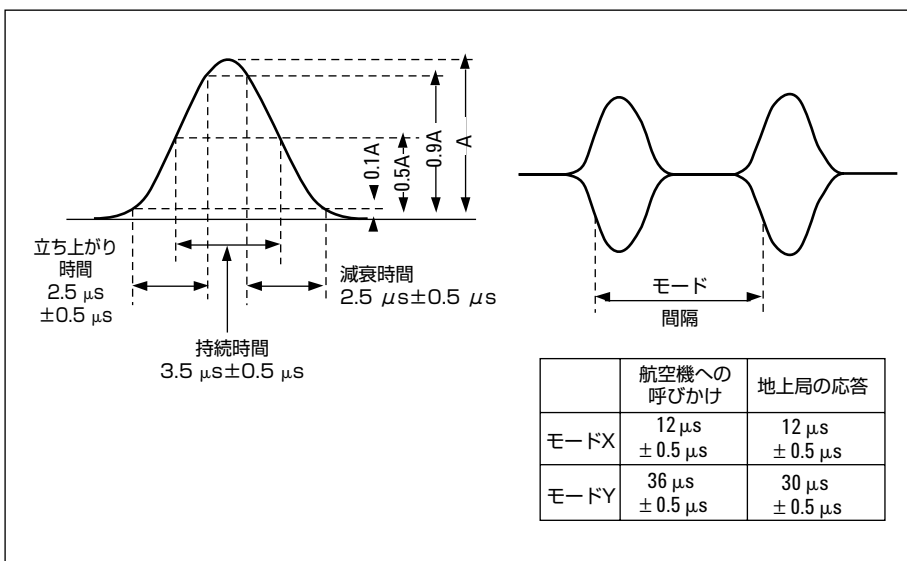 0.1A
0.5A
0.9A
A
立ち上がり
時間
2.5 μs
±0.5 μs
減衰時間
2.5 μs±0.5 μs
持続時間
3.5 μs±0.5 μs
モード
間隔
航空機への
呼びかけ
地上局の応答
モードX
12 μs
± 0.5 μs
12 μs
± 0.5 μs
モードY
36 μs
± 0.5 μs
30 μs
± 0.5 μs